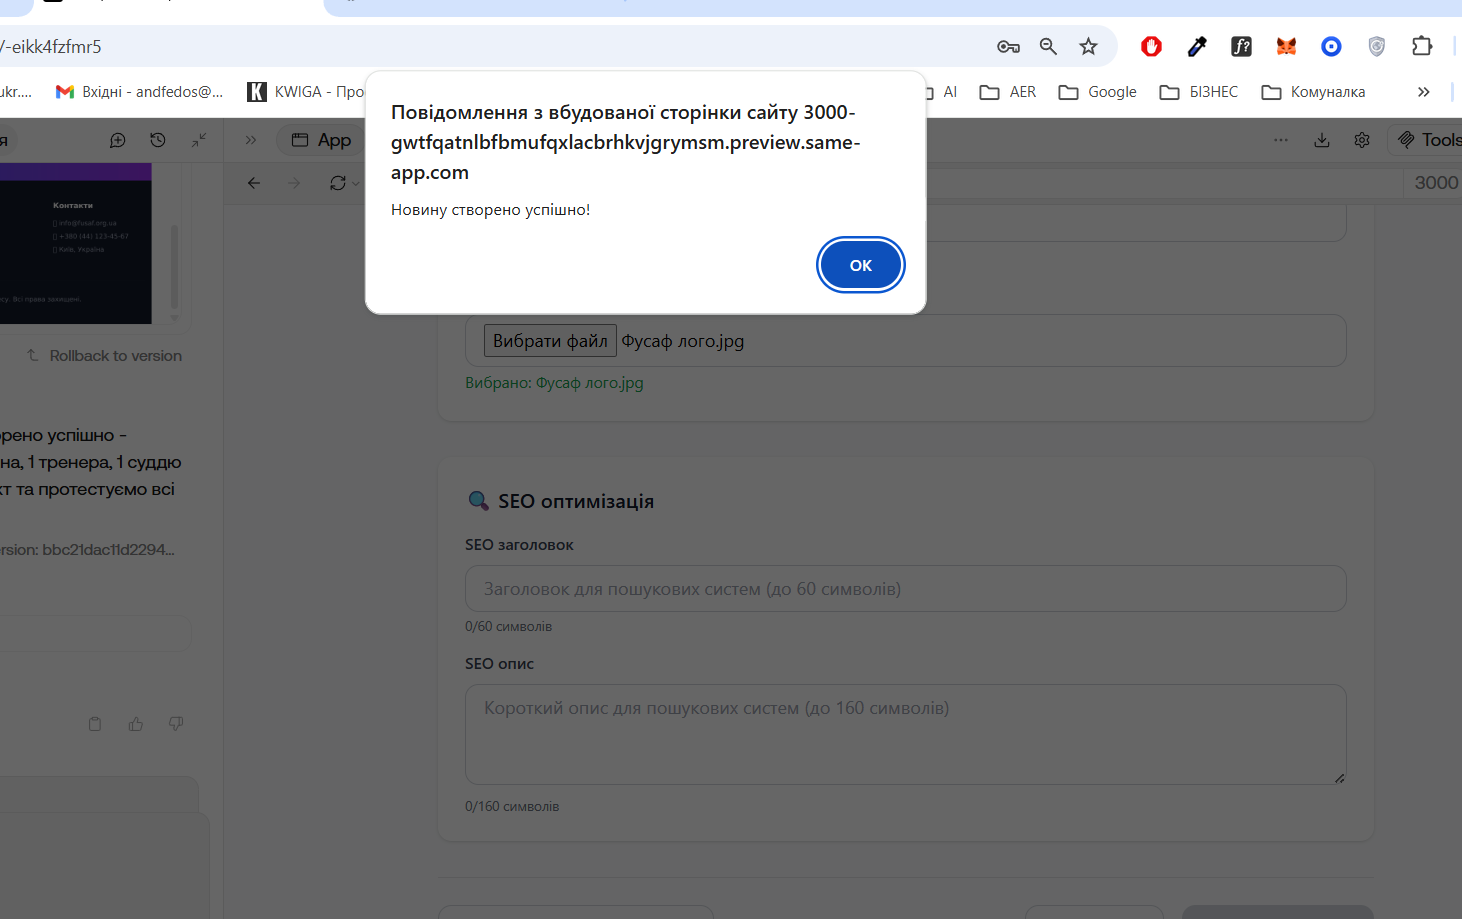 /-eikk4fzfmr5
ukr....
Вхідні - andfedos@...
KWIGA - Про
AI
AER
Google
БІЗНЕС
Комуналка
»
Повідомлення з вбудованої сторінки сайту 3000-
gwtfqatnlbfbmufqxlacbrhkvjgrymsm.preview.same-
app.com
Новину створено успішно!
ОК
я
App
Tools
3000
Контакти
info@fusaf.org.ua
+380 (44) 123-45-67
Київ, Україна
су. Всі права захищені.
Rollback to version
рено успішно -
на, 1 тренера, 1 суддю
кт та протестуємо всі
rsion: bbc21dac11d2294...
Вибрати файл Фусаф лого.jpg
Вибрано: Фусаф лого.jpg
SEO оптимізація
SEO заголовок
Заголовок для пошукових систем (до 60 символів)
0/60 символів
SEO опис
Короткий опис для пошукових систем (до 160 символів)
0/160 символів